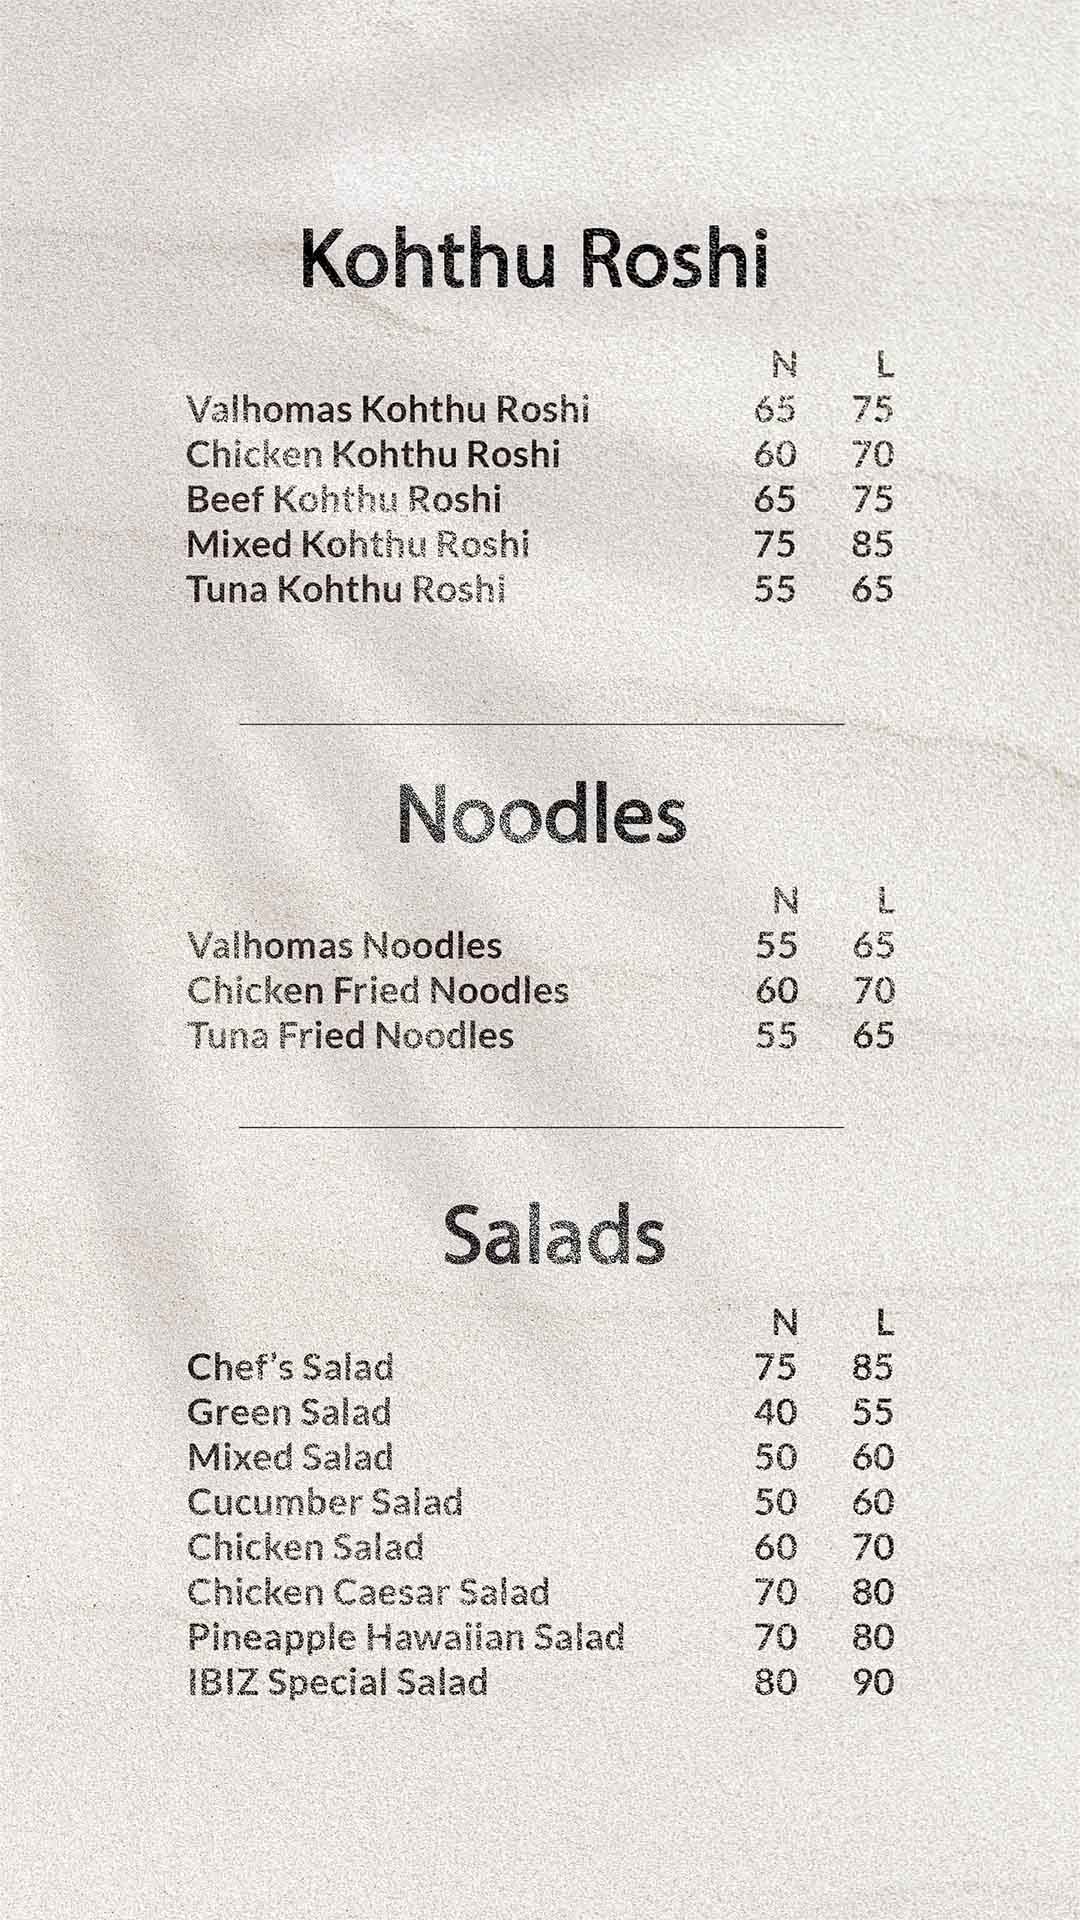 Kohthu Roshi
N L
Valhomas Kohthu Roshi 65 75
Chicken Kohthu Roshi 60 70
Beef Kohthu Roshi 65 75
Mixed Kohthu Roshi 75 85
Tuna Kohthu Roshi 55 65
Noodles
N L
Valhomas Noodles 55 65
Chicken Fried Noodles 60 70
Tuna Fried Noodles 55 65
Salads
N L
Chef's Salad 75 85
Green Salad 40 55
Mixed Salad 50 60
Cucumber Salad 50 60
Chicken Salad 60 70
Chicken Caesar Salad 70 80
Pineapple Hawaiian Salad 70 80
IBIZ Special Salad 80 90